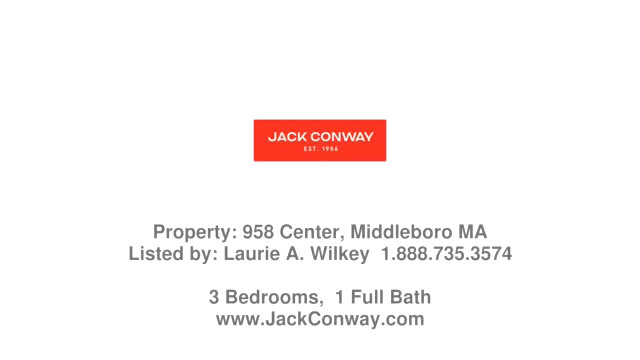 JACK CONWAY
EST. 1956
Property: 958 Center, Middleboro MA
Listed by: Laurie A. Wilkey  1.888.735.3574
3 Bedrooms,  1 Full Bath
www.JackConway.com